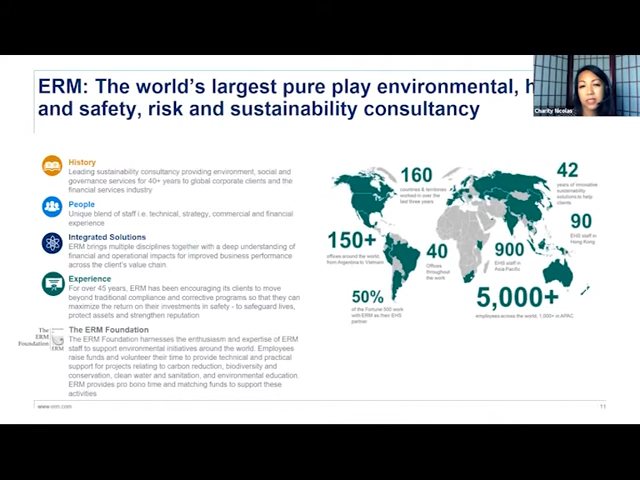 ERM: The world's largest pure play environmental, h
and safety, risk and sustainability consultancy
Charity Nicolas
History
Leading sustainability consultancy providing environment, social and
governance services for 40+ years to global corporate clients and the
financial services industry
People
Unique blend of staff i.e. technical, strategy, commercial and financial
experience
Integrated Solutions
ERM brings multiple disciplines together with a deep understanding of
financial and operational impacts for improved business performance
across the client's value chain
Experience
For over 45 years, ERM has been encouraging its clients to move
beyond traditional compliance and corrective programs so that they can
maximize the return on their investments in safety - to safeguard lives,
protect assets and strengthen reputation
The
ERM
Foundation
ERM
The ERM Foundation
The ERM Foundation harnesses the enthusiasm and expertise of ERM
staff to support environmental initiatives around the world. Employees
raise funds and volunteer their time to provide technical and practical
support for projects relating to carbon reduction, biodiversity and
conservation, clean water and sanitation, and environmental education.
ERM provides pro bono time and matching funds to support these
activities
160
countries & territories
worked in over the
last three years
42
years of innovative
sustainability
solutions to help
clients
150+
offices around the world,
from Argentina to Vietnam
40
Offices
throughout the
world
900
EHS staff in
Asia Pacific
90
EHS staff in
Hong Kong
50%
of the Fortune 500 work
with ERM as their EHS
partner
5,000+
employees across the world, 1,000+ in APAC
www.erm.com
11